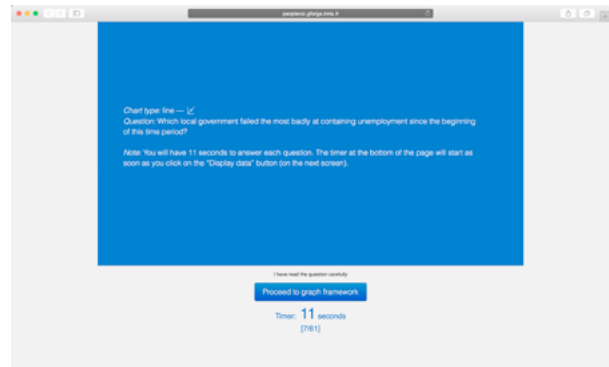 peoplevis.gforge.inria.fr
Chart type: line —
Question: Which local government failed the most badly at containing unemployment since the beginning
of this time period?
Note: You will have 11 seconds to answer each question. The timer at the bottom of the page will start as
soon as you click on the "Display data" button (on the next screen).
I have read the question carefully
Proceed to graph framework
Timer: 11 seconds
[7/61]